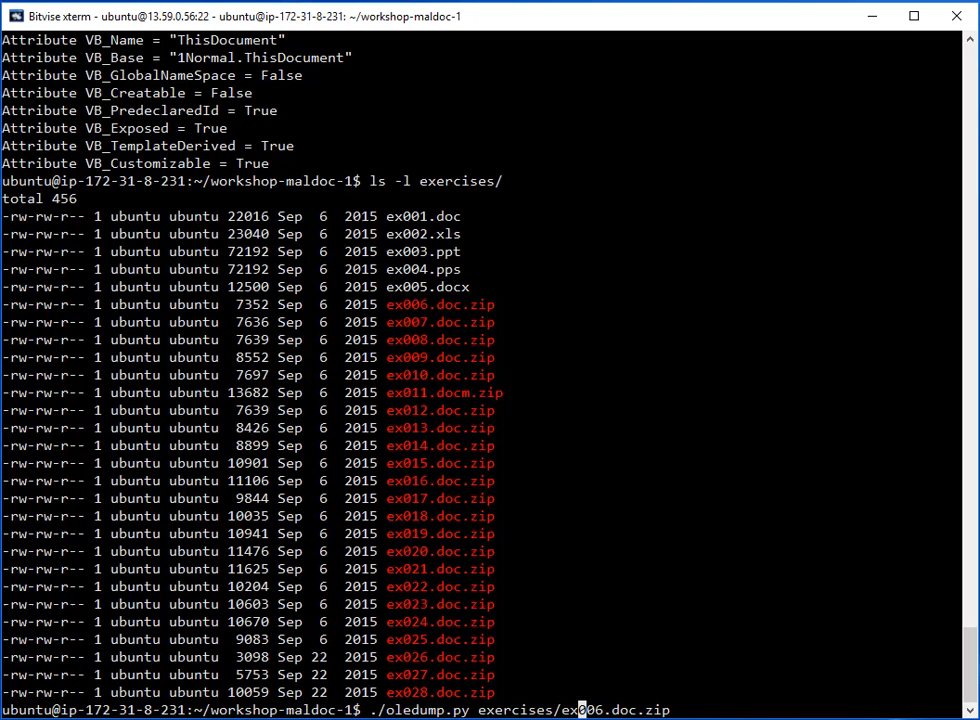 Bitvise xterm - ubuntu@13.59.0.56:22 - ubuntu@ip-172-31-8-231: ~/workshop-maldoc-1
Attribute VB_Name = "ThisDocument"
Attribute VB_Base = "1Normal.ThisDocument"
Attribute VB_GlobalNameSpace = False
Attribute VB_Creatable = False
Attribute VB_PredeclaredId = True
Attribute VB_Exposed = True
Attribute VB_TemplateDerived = True
Attribute VB_Customizable = True
ubuntu@ip-172-31-8-231:~/workshop-maldoc-1$ ls -l exercises/
total 456
-rw-rw-r-- 1 ubuntu ubuntu 22016 Sep  6  2015 ex001.doc
-rw-rw-r-- 1 ubuntu ubuntu 23040 Sep  6  2015 ex002.xls
-rw-rw-r-- 1 ubuntu ubuntu 72192 Sep  6  2015 ex003.ppt
-rw-rw-r-- 1 ubuntu ubuntu 72192 Sep  6  2015 ex004.pps
-rw-rw-r-- 1 ubuntu ubuntu 12500 Sep  6  2015 ex005.docx
-rw-rw-r-- 1 ubuntu ubuntu  7352 Sep  6  2015 ex006.doc.zip
-rw-rw-r-- 1 ubuntu ubuntu  7636 Sep  6  2015 ex007.doc.zip
-rw-rw-r-- 1 ubuntu ubuntu  7639 Sep  6  2015 ex008.doc.zip
-rw-rw-r-- 1 ubuntu ubuntu  8552 Sep  6  2015 ex009.doc.zip
-rw-rw-r-- 1 ubuntu ubuntu  7697 Sep  6  2015 ex010.doc.zip
-rw-rw-r-- 1 ubuntu ubuntu 13682 Sep  6  2015 ex011.docm.zip
-rw-rw-r-- 1 ubuntu ubuntu  7639 Sep  6  2015 ex012.doc.zip
-rw-rw-r-- 1 ubuntu ubuntu  8426 Sep  6  2015 ex013.doc.zip
-rw-rw-r-- 1 ubuntu ubuntu  8899 Sep  6  2015 ex014.doc.zip
-rw-rw-r-- 1 ubuntu ubuntu 10901 Sep  6  2015 ex015.doc.zip
-rw-rw-r-- 1 ubuntu ubuntu 11106 Sep  6  2015 ex016.doc.zip
-rw-rw-r-- 1 ubuntu ubuntu  9844 Sep  6  2015 ex017.doc.zip
-rw-rw-r-- 1 ubuntu ubuntu 10035 Sep  6  2015 ex018.doc.zip
-rw-rw-r-- 1 ubuntu ubuntu 10941 Sep  6  2015 ex019.doc.zip
-rw-rw-r-- 1 ubuntu ubuntu 11476 Sep  6  2015 ex020.doc.zip
-rw-rw-r-- 1 ubuntu ubuntu 11625 Sep  6  2015 ex021.doc.zip
-rw-rw-r-- 1 ubuntu ubuntu 10204 Sep  6  2015 ex022.doc.zip
-rw-rw-r-- 1 ubuntu ubuntu 10603 Sep  6  2015 ex023.doc.zip
-rw-rw-r-- 1 ubuntu ubuntu 10670 Sep  6  2015 ex024.doc.zip
-rw-rw-r-- 1 ubuntu ubuntu  9083 Sep  6  2015 ex025.doc.zip
-rw-rw-r-- 1 ubuntu ubuntu  3098 Sep 22  2015 ex026.doc.zip
-rw-rw-r-- 1 ubuntu ubuntu  5753 Sep 22  2015 ex027.doc.zip
-rw-rw-r-- 1 ubuntu ubuntu 10059 Sep 22  2015 ex028.doc.zip
ubuntu@ip-172-31-8-231:~/workshop-maldoc-1$ ./oledump.py exercises/ex006.doc.zip